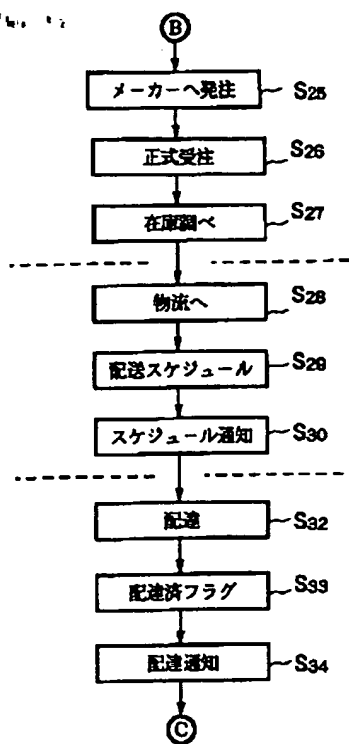 B
メーカーへ発注 S25
正式受注 S26
在庫調べ S27
物流へ S28
配送スケジュール S29
スケジュール通知 S30
配達 S32
配達済フラグ S33
配達通知 S34
C